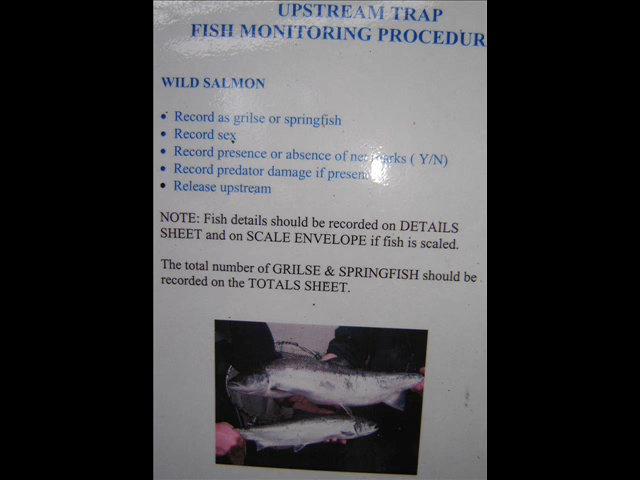 UPSTREAM TRAP
FISH MONITORING PROCEDUR
WILD SALMON
• Record as grilse or springfish
• Record sex
• Record presence or absence of net marks ( Y/N)
• Record predator damage if present
• Release upstream
NOTE: Fish details should be recorded on DETAILS
SHEET and on SCALE ENVELOPE if fish is scaled.
The total number of GRILSE & SPRINGFISH should be
recorded on the TOTALS SHEET.